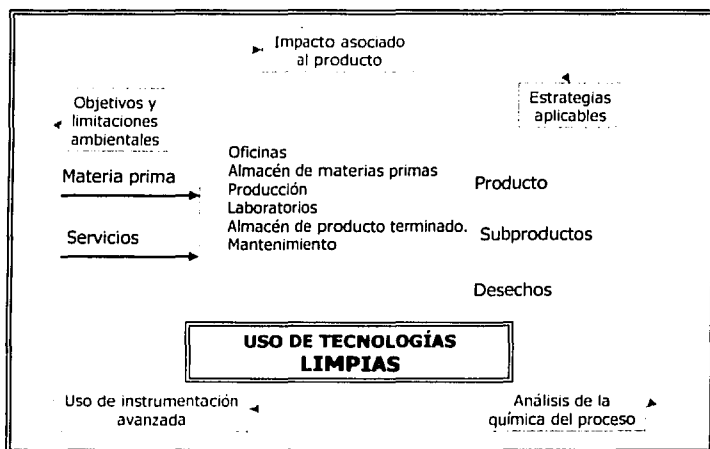 Impacto asociado
al producto
Objetivos y
limitaciones
ambientales
Estrategias
aplicables
Materia prima
Servicios
Oficinas
Almacén de materias primas
Producción
Laboratorios
Almacén de producto terminado.
Mantenimiento
Producto
Subproductos
Desechos
USO DE TECNOLOGÍAS
LIMPIAS
Uso de instrumentación
avanzada
Análisis de la
química del proceso